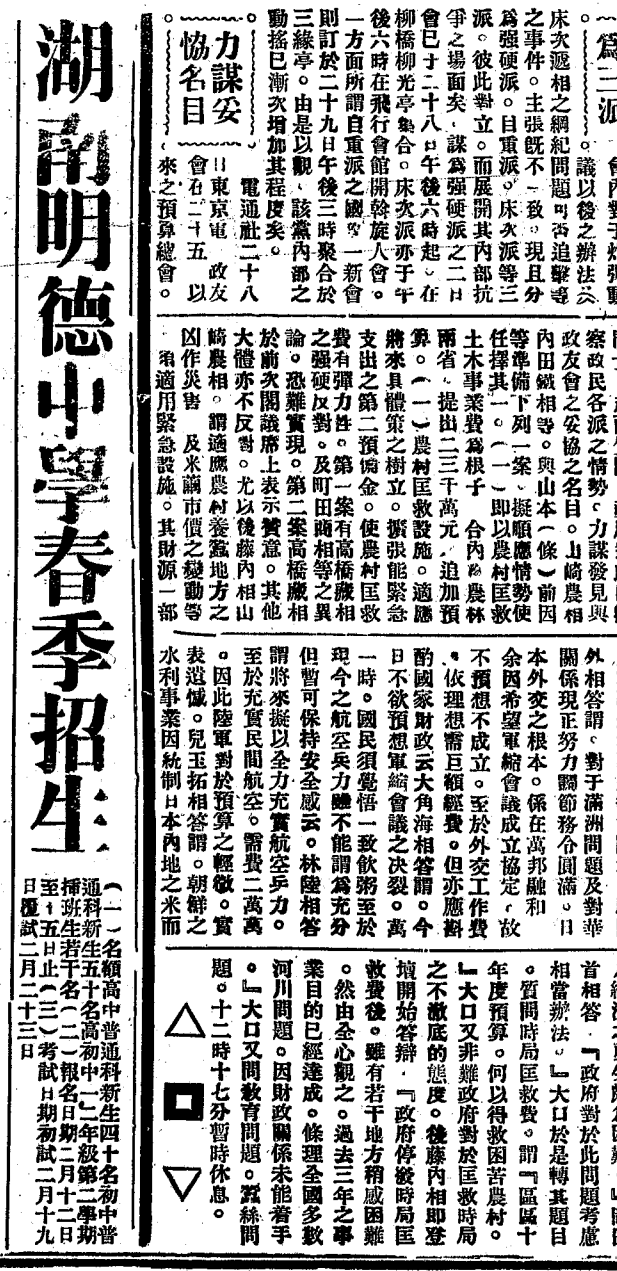 爲三派
會內對于炸彈動
議以後之辦法云
床次遞相之綱紀問題可否追擊等
之事件。主張既不一致。現且分
爲强硬派。自重派。床次派等三
派。彼此對立。而展開其內部抗
爭之場面矣。謀爲强硬派之二日
會已于二十八日午後六時起。在
柳橋柳光亭集合。床次派亦于午
後六時在飛行會館開斡旋人會。
一方面所謂自重派之國 一新會
則訂於二十九日午後三時聚合於
三緣亭。由是以觀。該黨內部之
動搖已漸次增加其程度矣。
力謀妥
協名目
電通社二十八
日東京電 政友
會在二十五 以
來之預算總會。
察政民各派之情勢。力謀發見與
政友會之妥協之名目。山崎農相
內田鐵相等。與山本(條)前因
等準備下列一案。擬順應情勢使
任擇其一。(一)即以農村匡救
土木事業費爲根子 合內務農林
兩省。提出二三千萬元。追加預
算。(一)農村匡救設施。適應
將來具體策之樹立。擴張能緊急
支出之第二預備金。使農村匡救
費有彈力性。第一案有高橋藏相
之强硬反對。及町田商相等之異
論。恐難實現。第二案高橋藏相
於前次閣議席上表示贊意。其他
大體亦不反對。尤以後藤內相山
崎農相。謂適應農村養蠶地方之
凶作災害 及米繭市價之變動等
須適用緊急設施。其財源一部
外相答謂。對于滿洲問題及對華
關係現正努力調節務令圓滿。日
本外交之根本。係在萬邦融和
余因希望軍縮會議成立協定。故
不預想不成立。至於外交工作費
。依理想需巨額經費。但亦應斟
酌國家財政云大角海相答謂。今
日不欲預想軍縮會議之决裂。萬
一時。國民須覺悟一致飲粥至於
現今之航空兵力雖不能謂爲充分
但暫可保持安全感云。林陸相答
謂將來擬以全力充實航空兵力。
至於充實民間航空。需費二萬萬
。因此陸軍對於預算之輕微。實
表遺憾。兒玉拓相答謂。朝鮮之
水利事業因統制日本內地之米而
首相答。『政府對於此問題考慮
相當辦法。』大口於是轉其題目
。質問時局匡救費。謂『區區十
年度預算。何以得救困苦農村。
』大口又非難政府對於匡救時局
之不澈底的態度。後藤內相即登
壇開始答辯。『政府停發時局匡
救費後。雖有若干地方稍感困難
。然由全心觀之。過去三年之事
業目的已經達成。條理全國多數
河川問題。因財政關係未能着手
。』大口又問教育問題。蠶絲問
題。十二時十七分暫時休息。
△
▽
湖南明德中學春季招生
(一)名額高中普通科新生四十名初中普
通科新生五十名高初中一二年級第二學期
插班生若干名(二)報名日期二月十二日
至十五日止(三)考試日期初試二月十九
日覆試二月二十三日